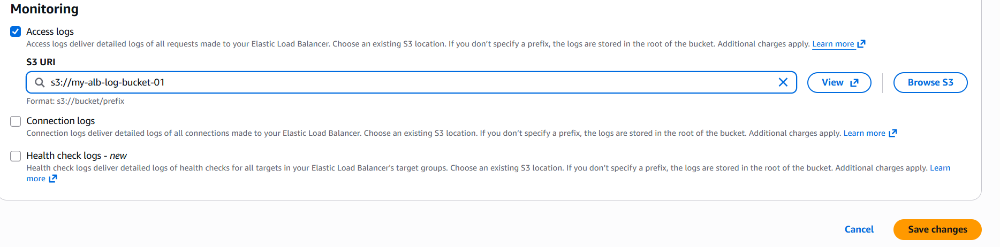 Monitoring
Access logs
Access logs deliver detailed logs of all requests made to your Elastic Load Balancer. Choose an existing S3 location. If you don’t specify a prefix, the logs are stored in the root of the bucket. Additional charges apply. Learn more
S3 URI
s3://my-alb-log-bucket-01
View
Browse S3
Format: s3://bucket/prefix
Connection logs
Connection logs deliver detailed logs of all connections made to your Elastic Load Balancer. Choose an existing S3 location. If you don’t specify a prefix, the logs are stored in the root of the bucket. Additional charges apply. Learn more
Health check logs - new
Health check logs deliver detailed logs of health checks for all targets in your Elastic Load Balancer's target groups. Choose an existing S3 location. If you don’t specify a prefix, the logs are stored in the root of the bucket. Additional charges apply. Learn
more
Cancel
Save changes